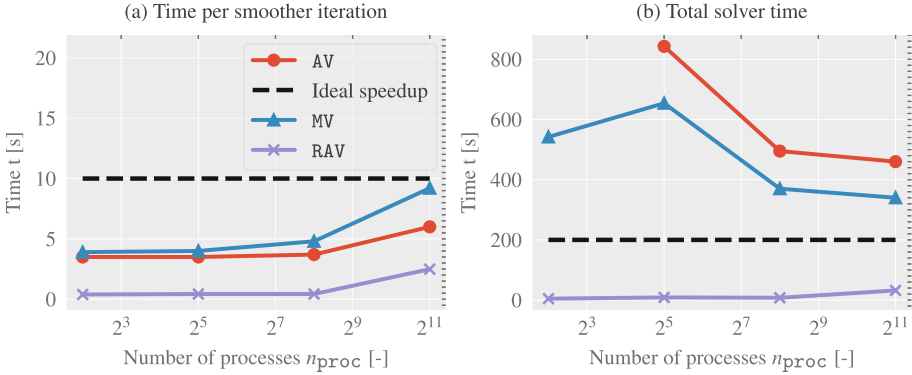 (a) Time per smoother iteration
Time t [s]
20
15
10
5
0
AV
Ideal speedup
MV
RAV
2^3
2^5
2^7
2^9
2^11
Number of processes n_proc [-]
(b) Total solver time
Time t [s]
800
600
400
200
0
2^3
2^5
2^7
2^9
2^11
Number of processes n_proc [-]